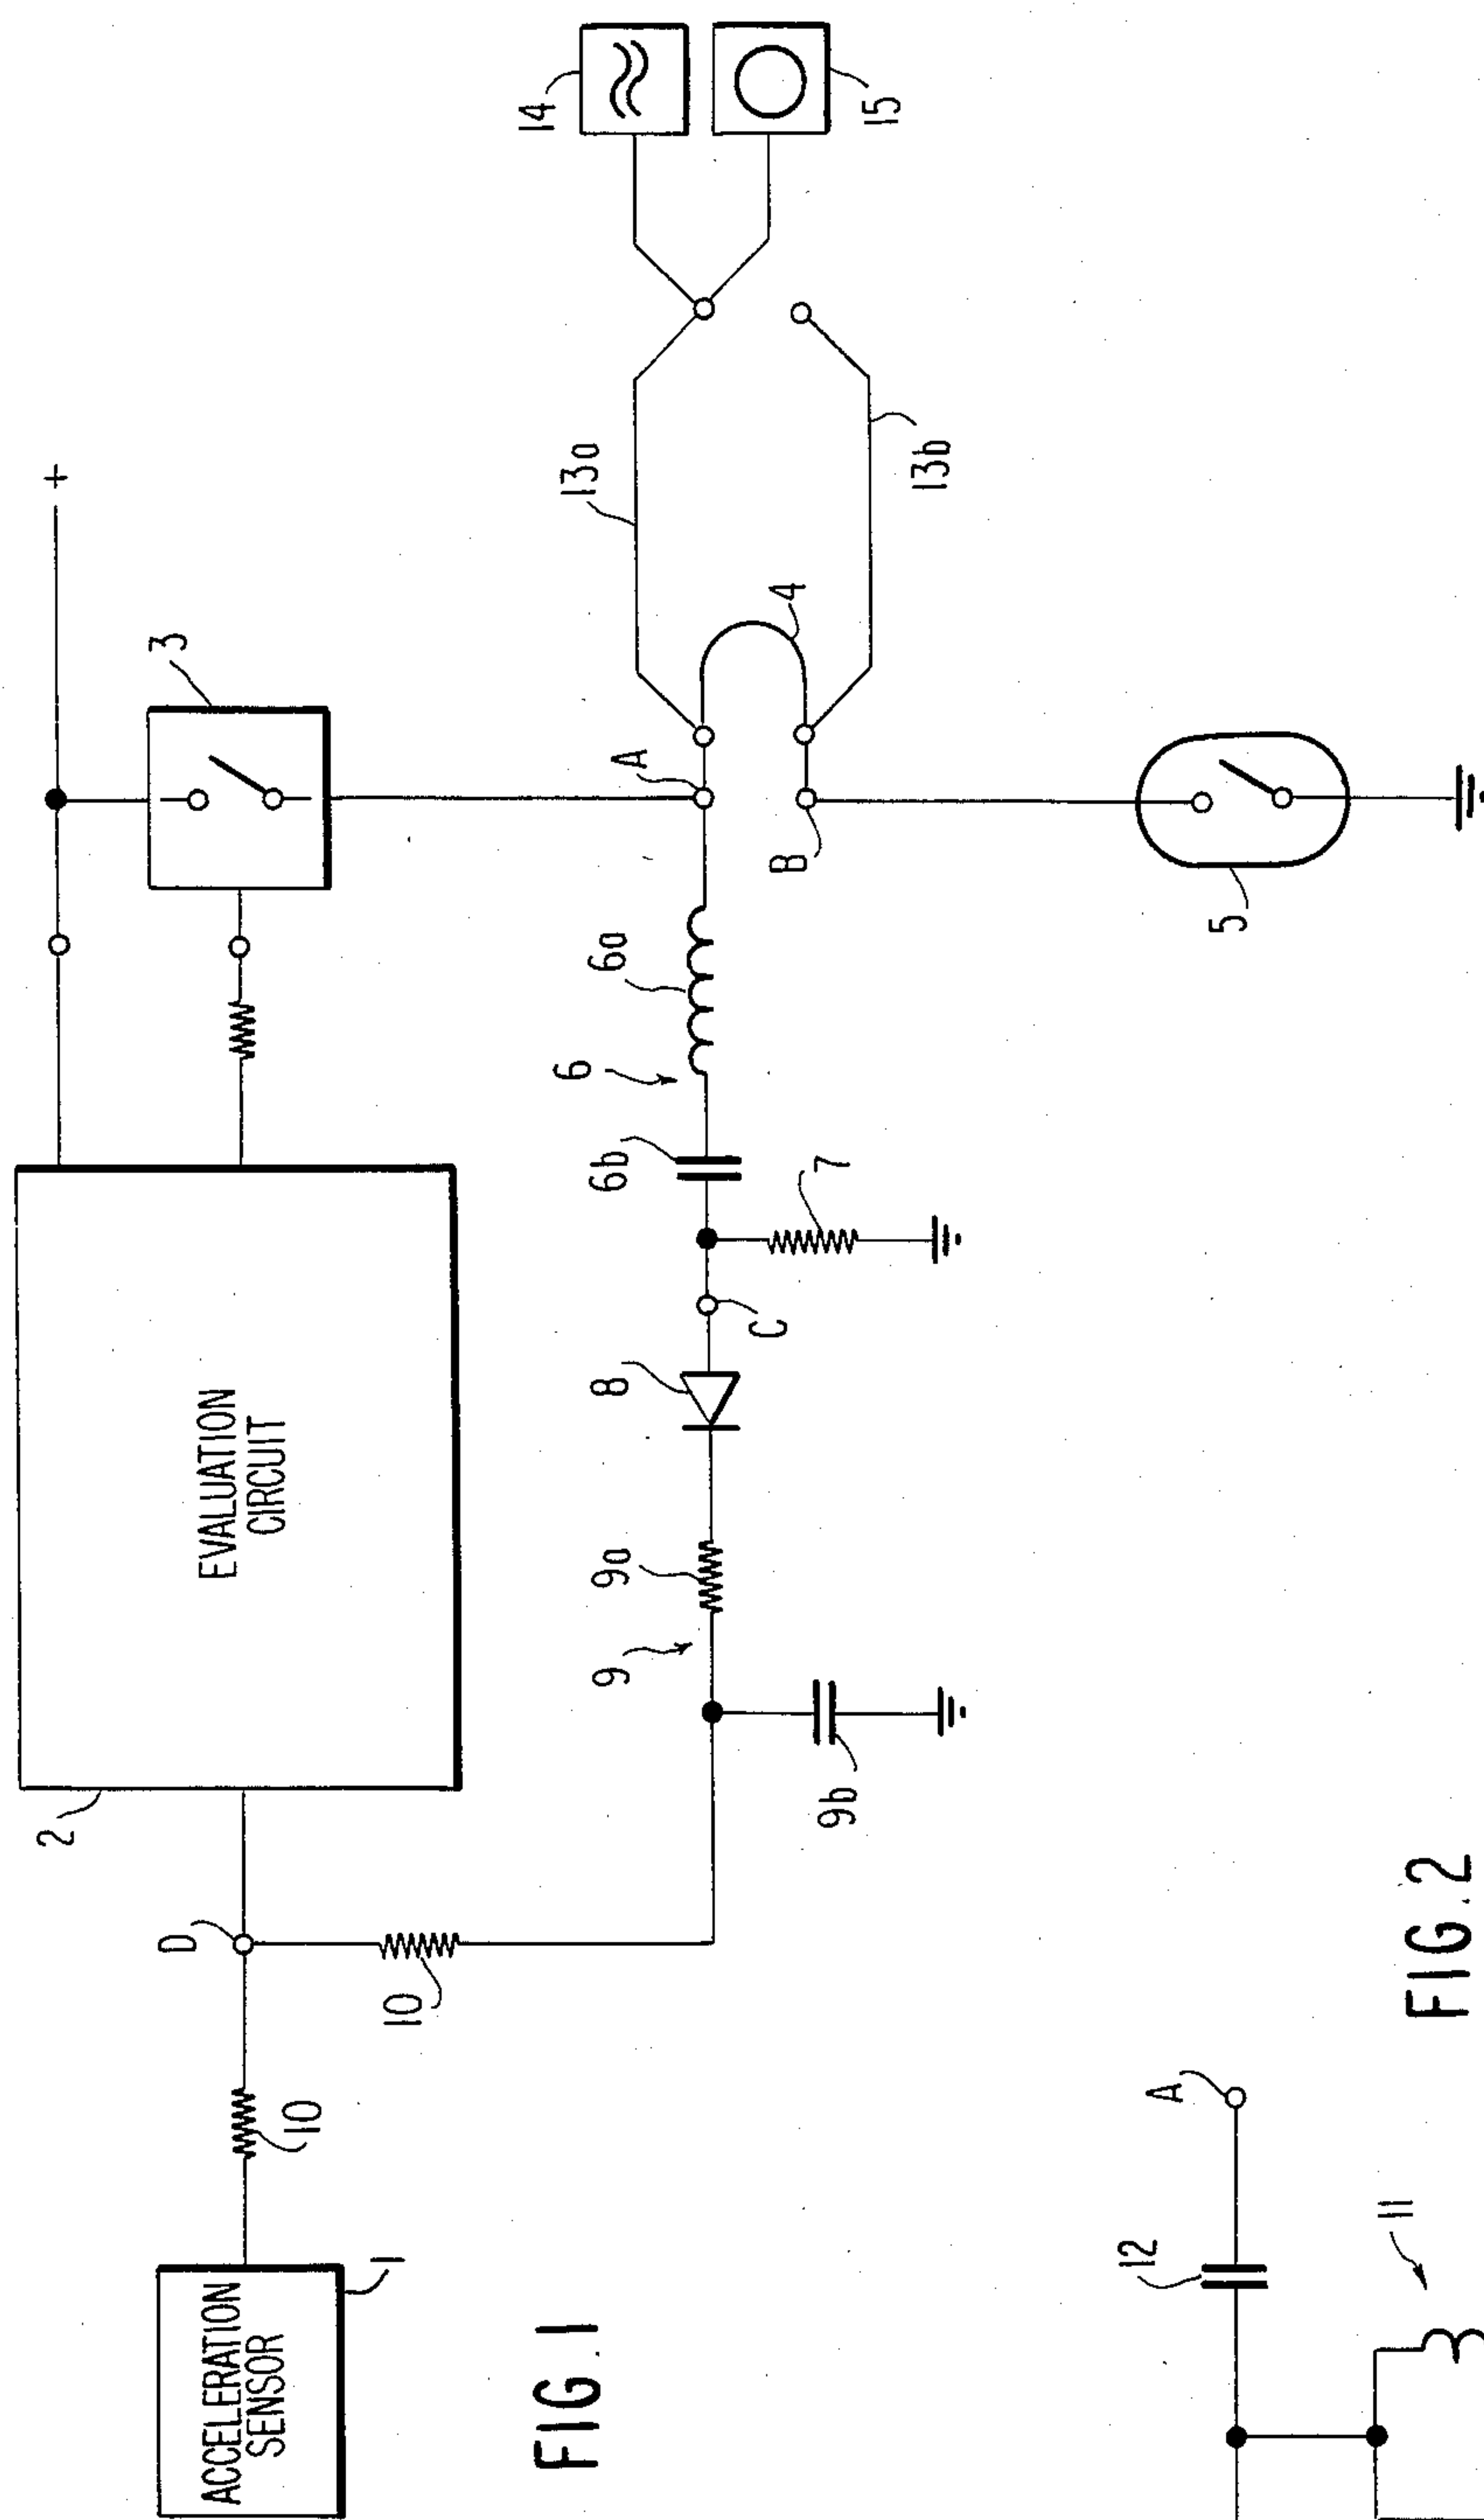 ACCELERATION
SENSOR
1
10
D
10
2
EVALUATION
CIRCUIT
+
3
9
9a
9b
8
C
7
6
6b
6a
A
B
4
5
13a
13b
14
15
FIG. 1
A
12
11
FIG. 2